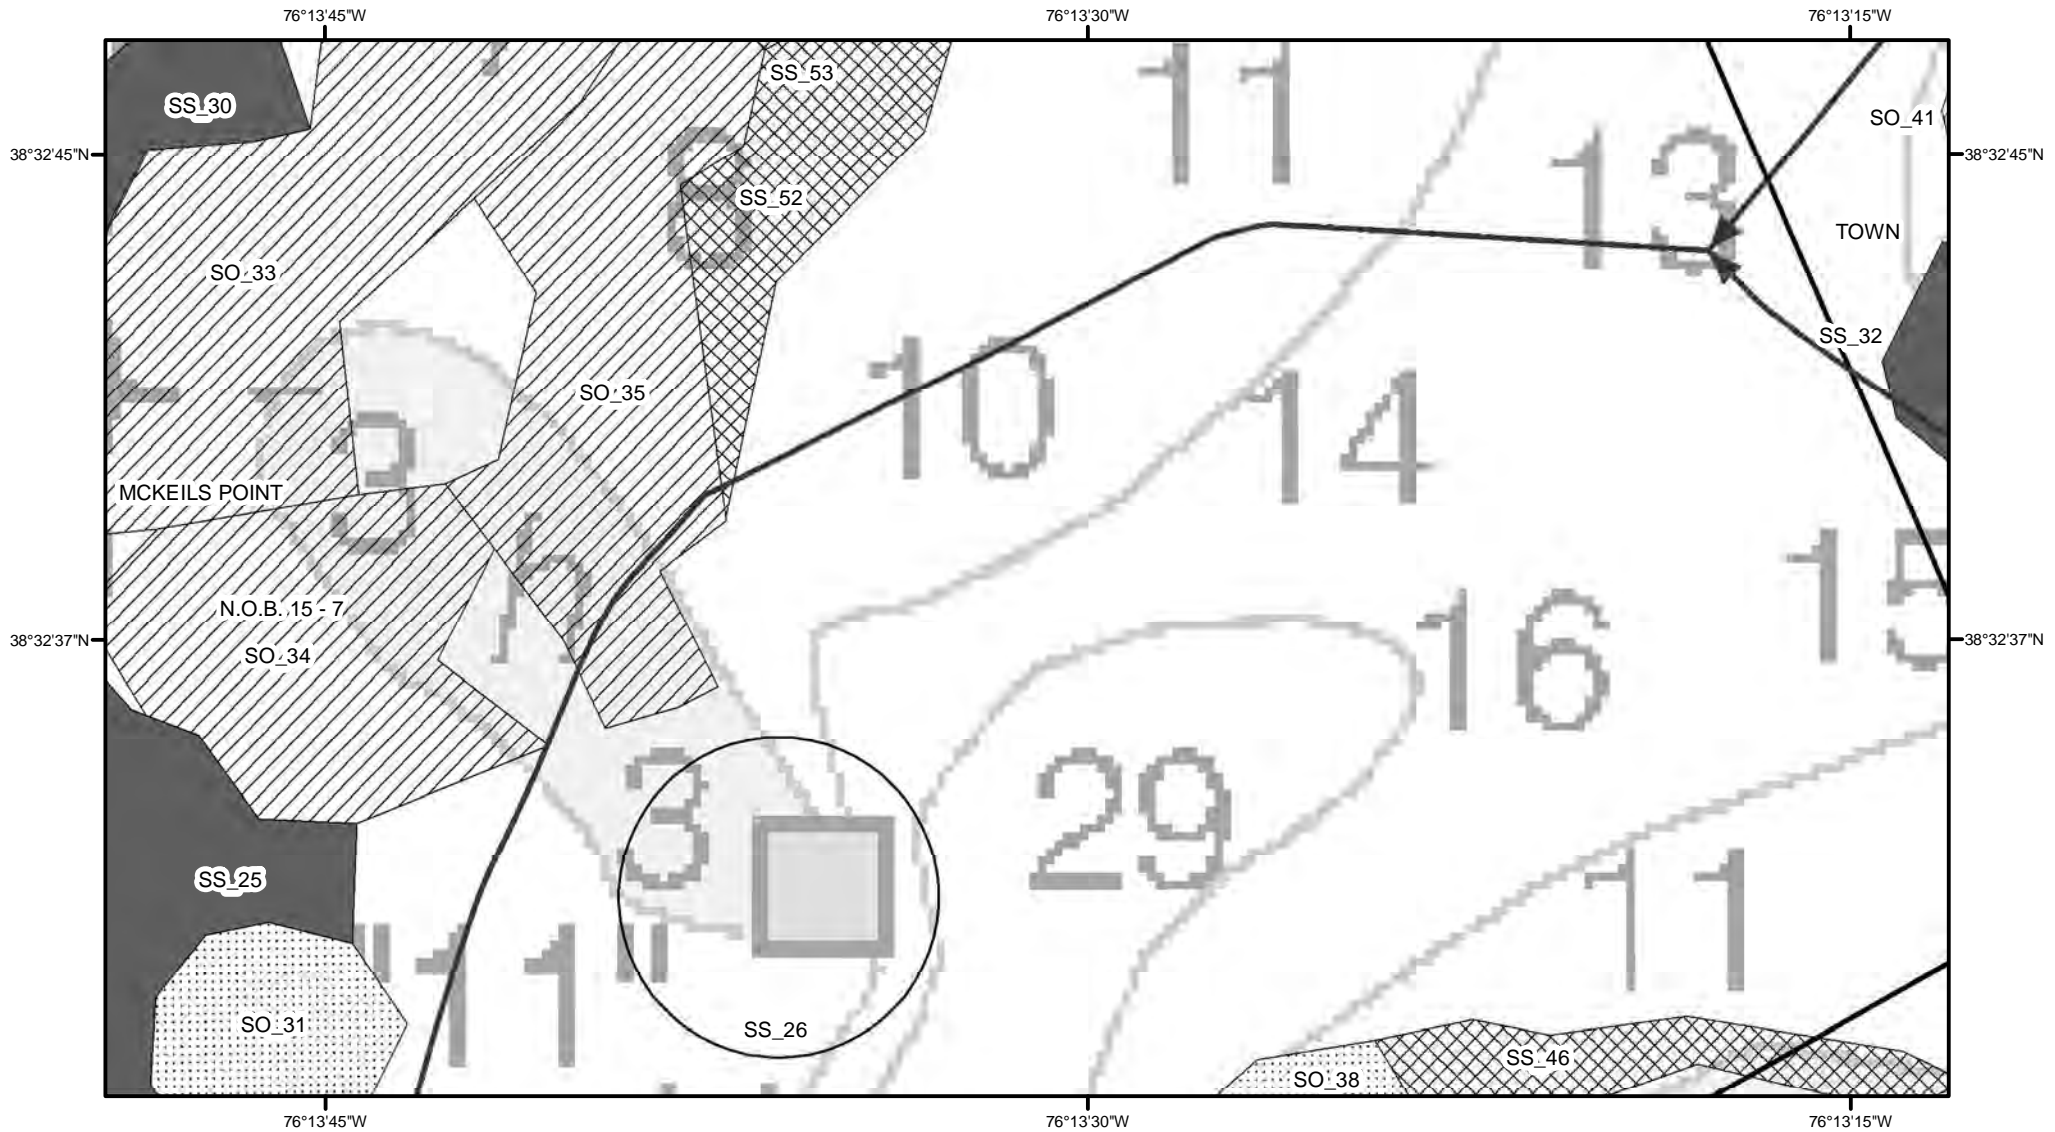 76°13'45"W
76°13'30"W
76°13'15"W
SS_53
SS_30
11
SO_41
38°32'45"N
38°32'45"N
13
8
SS_52
TOWN
SO_33
SS_32
SO_35
10
14
3
MCKEILS POINT
15
N.O.B. 15 - 7
16
38°32'37"N
38°32'37"N
SO_34
3
29
SS_25
11
"11"
SO_31
SS_26
SS_46
SO_38
76°13'45"W
76°13'30"W
76°13'15"W